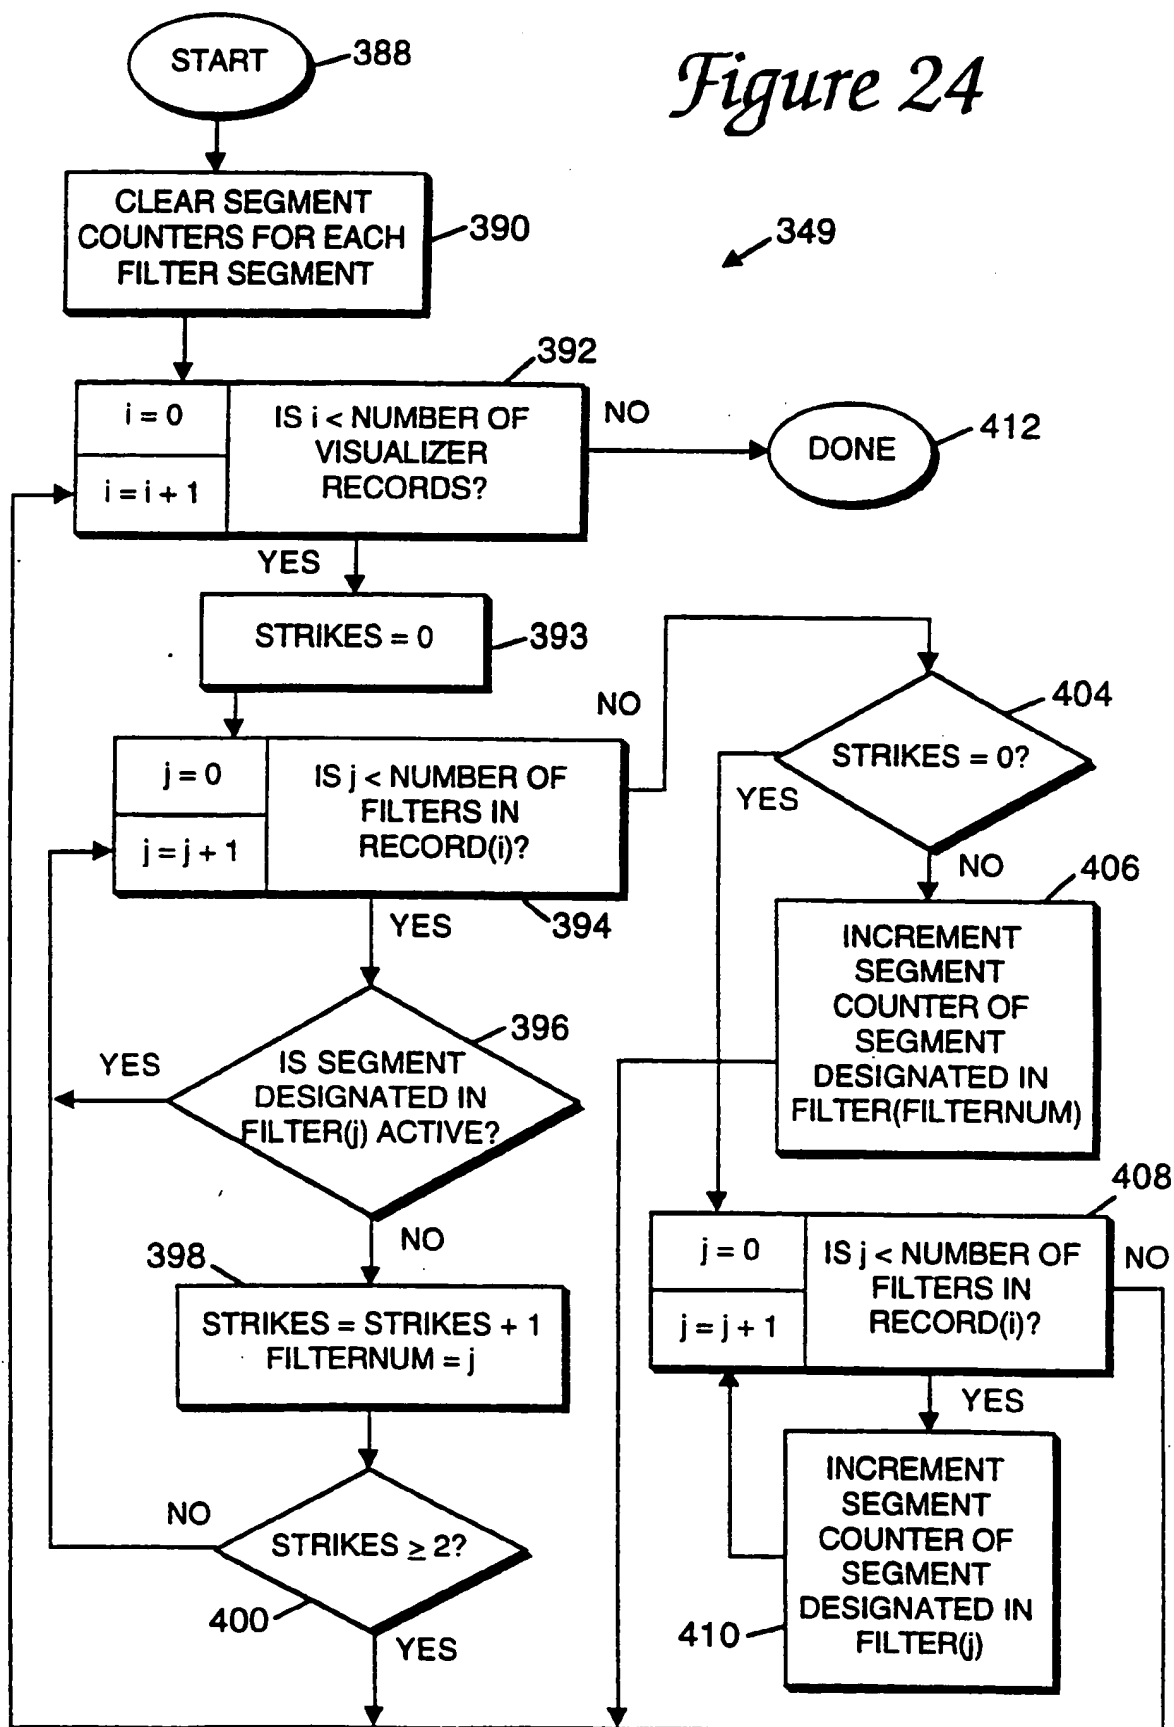 START
388
Figure 24
CLEAR SEGMENT
COUNTERS FOR EACH
FILTER SEGMENT
390
349
392
i = 0
i = i + 1
IS i < NUMBER OF
VISUALIZER
RECORDS?
NO
DONE
412
YES
STRIKES = 0
393
NO
j = 0
j = j + 1
IS j < NUMBER OF
FILTERS IN
RECORD(i)?
394
YES
404
STRIKES = 0?
YES
NO
406
INCREMENT
SEGMENT
COUNTER OF
SEGMENT
DESIGNATED IN
FILTER(FILTERNUM)
396
YES
IS SEGMENT
DESIGNATED IN
FILTER(j) ACTIVE?
NO
398
STRIKES = STRIKES + 1
FILTERNUM = j
408
j = 0
j = j + 1
IS j < NUMBER OF
FILTERS IN
RECORD(i)?
NO
YES
NO
STRIKES ≥ 2?
400
YES
INCREMENT
SEGMENT
COUNTER OF
SEGMENT
DESIGNATED IN
FILTER(j)
410